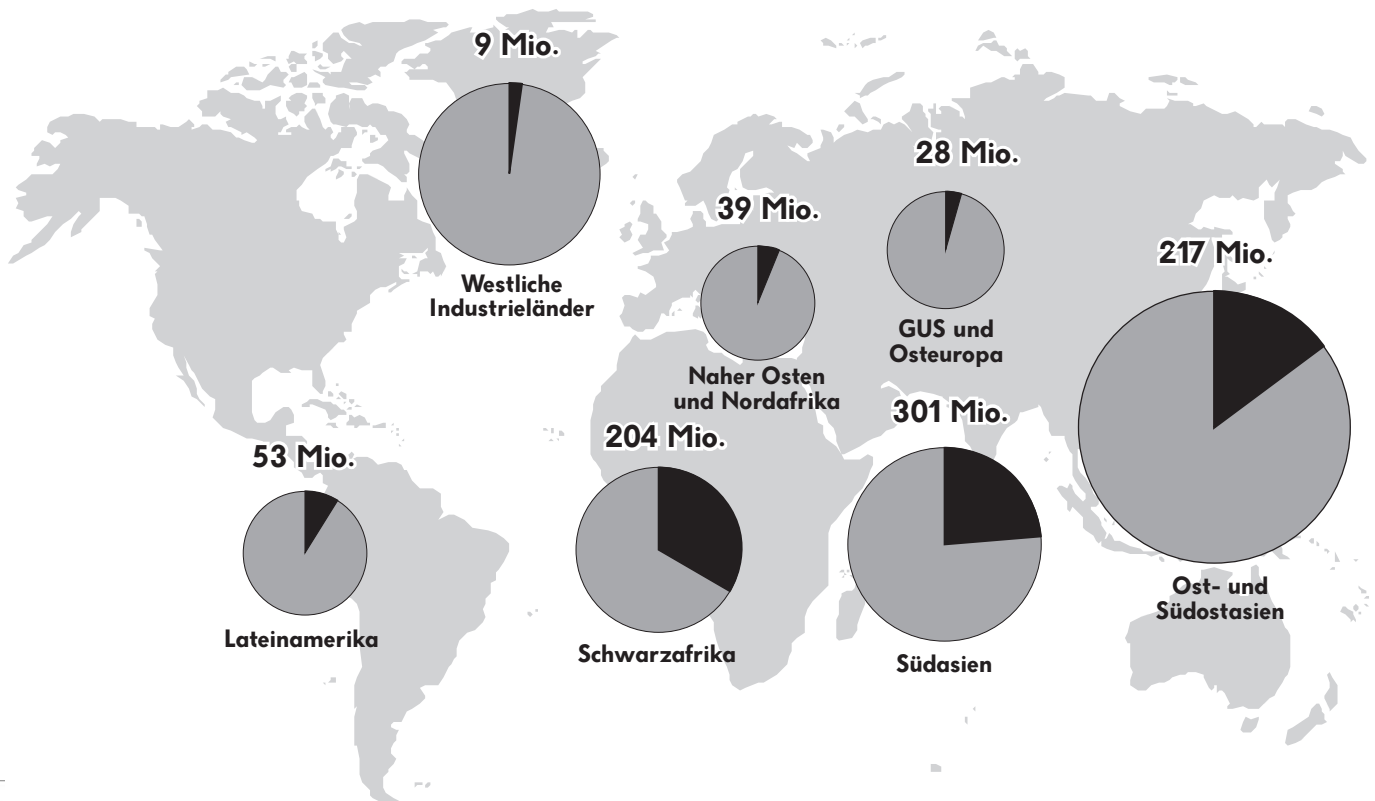 9 Mio.
Westliche
Industrieländer
28 Mio.
GUS und
Osteuropa
39 Mio.
Naher Osten
und Nordafrika
217 Mio.
Ost- und
Südostasien
53 Mio.
Lateinamerika
204 Mio.
Schwarzafrika
301 Mio.
Südasien